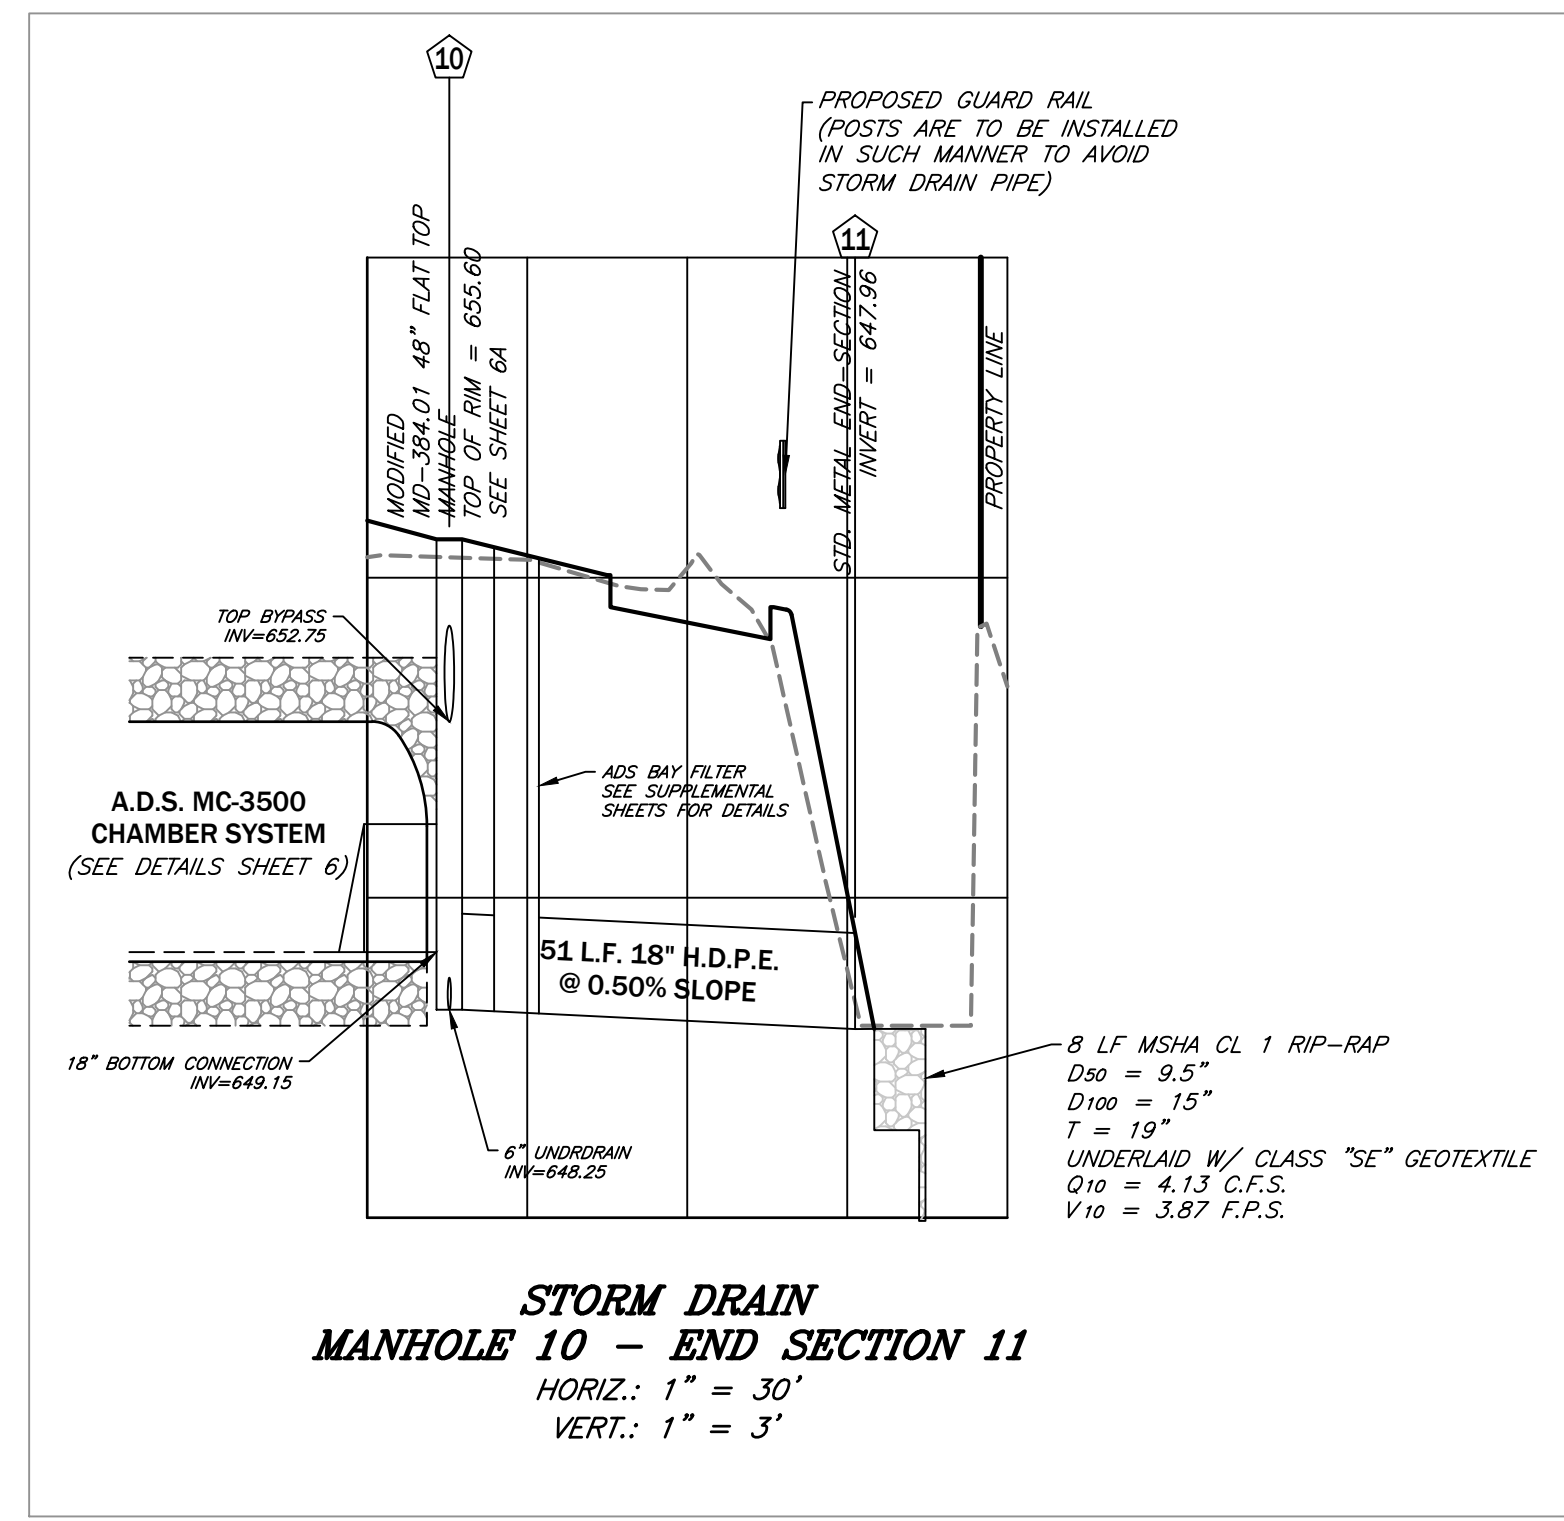 10
PROPOSED GUARD RAIL
(POSTS ARE TO BE INSTALLED
IN SUCH MANNER TO AVOID
STORM DRAIN PIPE)
11
MODIFIED
MD-384.01 48" FLAT TOP
MANHOLE
TOP OF RIM = 655.60
SEE SHEET 6A
STD. METAL END-SECTION
INVERT = 647.96
PROPERTY LINE
TOP BYPASS
INV=652.75
ADS BAY FILTER
SEE SUPPLEMENTAL
SHEETS FOR DETAILS
A.D.S. MC-3500
CHAMBER SYSTEM
(SEE DETAILS SHEET 6)
51 L.F. 18" H.D.P.E.
@ 0.50% SLOPE
18" BOTTOM CONNECTION
INV=649.15
6" UNDRDRAIN
INV=648.25
8 LF MSHA CL 1 RIP-RAP
D50 = 9.5"
D100 = 15"
T = 19"
UNDERLAID W/ CLASS "SE" GEOTEXTILE
Q10 = 4.13 C.F.S.
V10 = 3.87 F.P.S.
STORM DRAIN
MANHOLE 10 - END SECTION 11
HORIZ.: 1" = 30'
VERT.: 1" = 3'